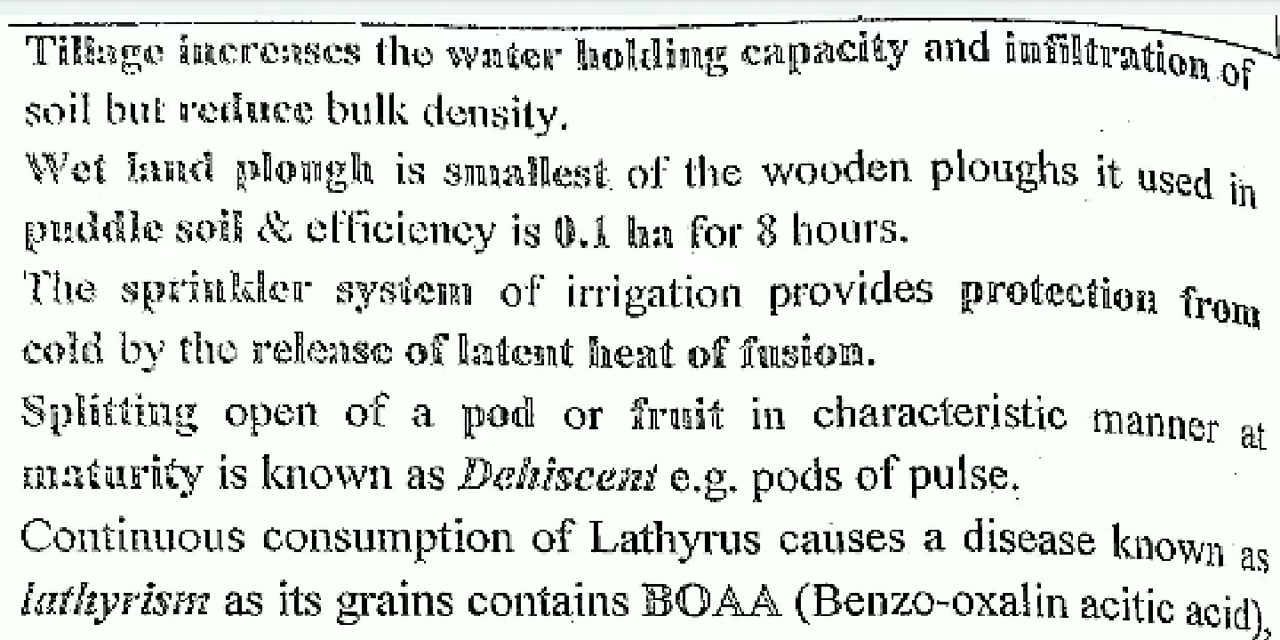 Tillage increases the water holding capacity and infiltration of
soil but reduce bulk density.
Wet land plough is smallest of the wooden ploughs it used in
puddle soil & efficiency is 0.1 ha for 8 hours.
The sprinkler system of irrigation provides protection from
cold by the release of latent heat of fusion.
Splitting open of a pod or fruit in characteristic manner at
maturity is known as Dehiscent e.g. pods of pulse.
Continuous consumption of Lathyrus causes a disease known as
lathyrism as its grains contains BOAA (Benzo-oxalin acitic acid),